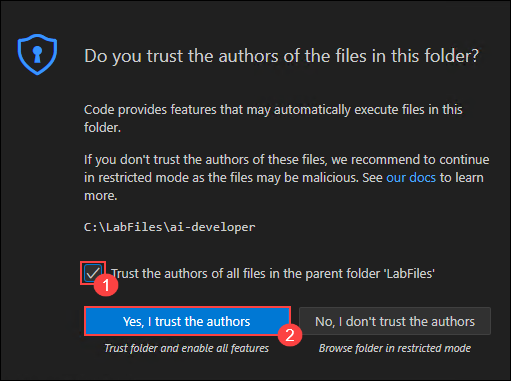 Do you trust the authors of the files in this folder?
Code provides features that may automatically execute files in this
folder.
If you don't trust the authors of these files, we recommend to continue
in restricted mode as the files may be malicious. See our docs to learn
more.
C:\LabFiles\ai-developer
Trust the authors of all files in the parent folder 'LabFiles'
1
Yes, I trust the authors No, I don't trust the authors
2
Trust folder and enable all features Browse folder in restricted mode